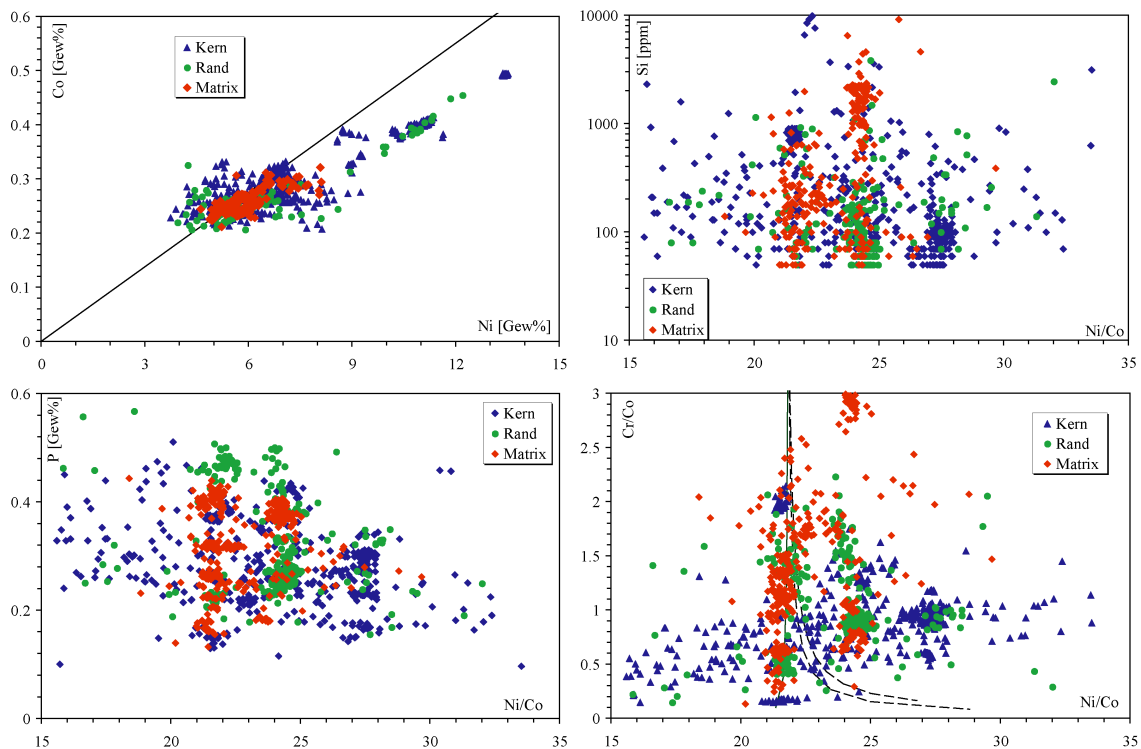 0.6
0.5
0.4
0.3
0.2
0.1
0
Co [Gew%]
Kern
Rand
Matrix
Ni [Gew%]
0 3 6 9 12 15
10000
1000
100
10
Si [ppm]
Kern
Rand
Matrix
Ni/Co
15 20 25 30 35
0.6
0.4
0.2
0
P [Gew%]
Kern
Rand
Matrix
Ni/Co
15 20 25 30 35
3
2.5
2
1.5
1
0.5
0
Cr/Co
Kern
Rand
Matrix
Ni/Co
15 20 25 30 35